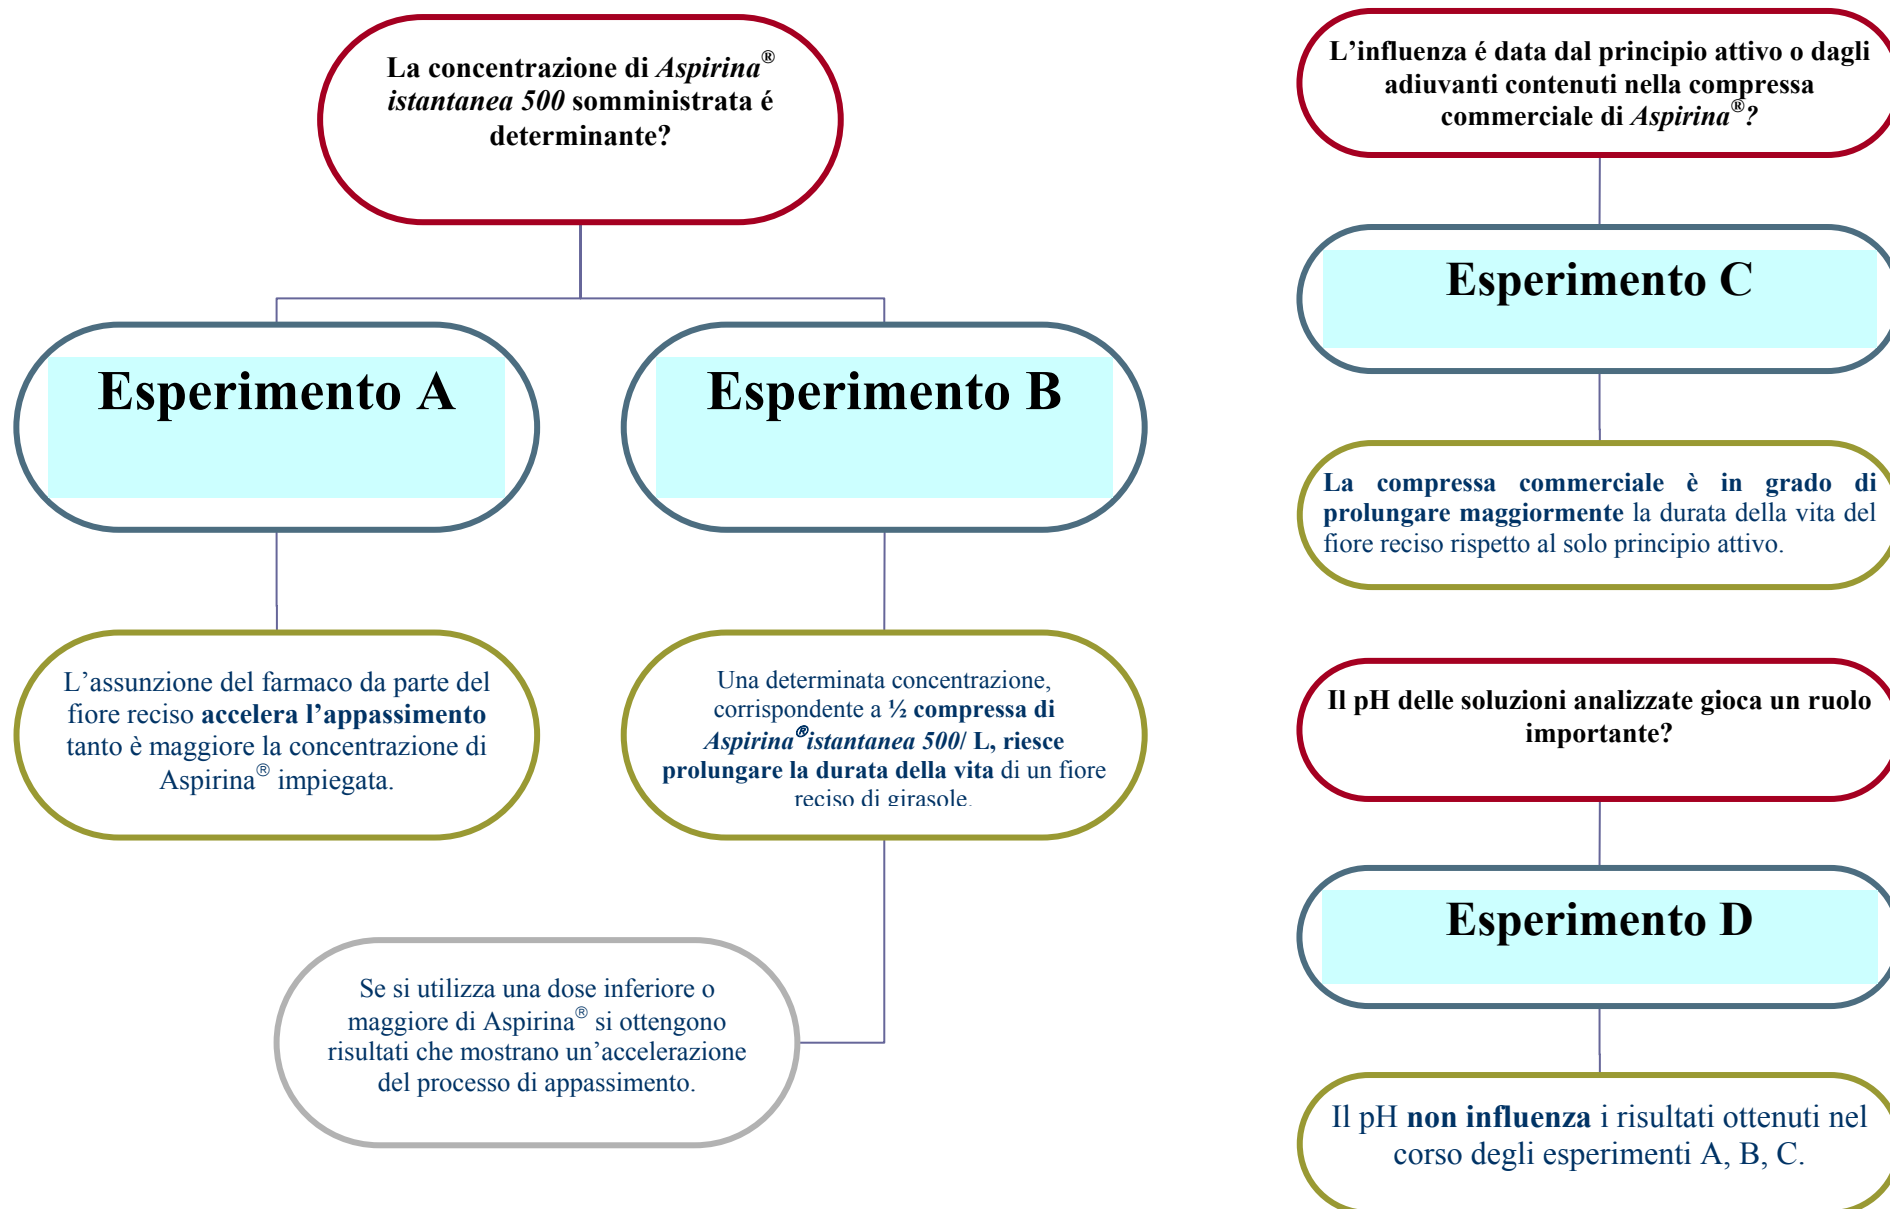 La concentrazione di Aspirina®
istantanea 500 somministrata é
determinante?
Esperimento A
Esperimento B
L’assunzione del farmaco da parte del
fiore reciso accelera l’appassimento
tanto è maggiore la concentrazione di
Aspirina® impiegata.
Una determinata concentrazione,
corrispondente a ½ compressa di
Aspirina®istantanea 500/ L, riesce
prolungare la durata della vita di un fiore
reciso di girasole.
Se si utilizza una dose inferiore o
maggiore di Aspirina® si ottengono
risultati che mostrano un’accelerazione
del processo di appassimento.
L’influenza é data dal principio attivo o dagli
adiuvanti contenuti nella compressa
commerciale di Aspirina®?
Esperimento C
La compressa commerciale è in grado di
prolungare maggiormente la durata della vita del
fiore reciso rispetto al solo principio attivo.
Il pH delle soluzioni analizzate gioca un ruolo
importante?
Esperimento D
Il pH non influenza i risultati ottenuti nel
corso degli esperimenti A, B, C.